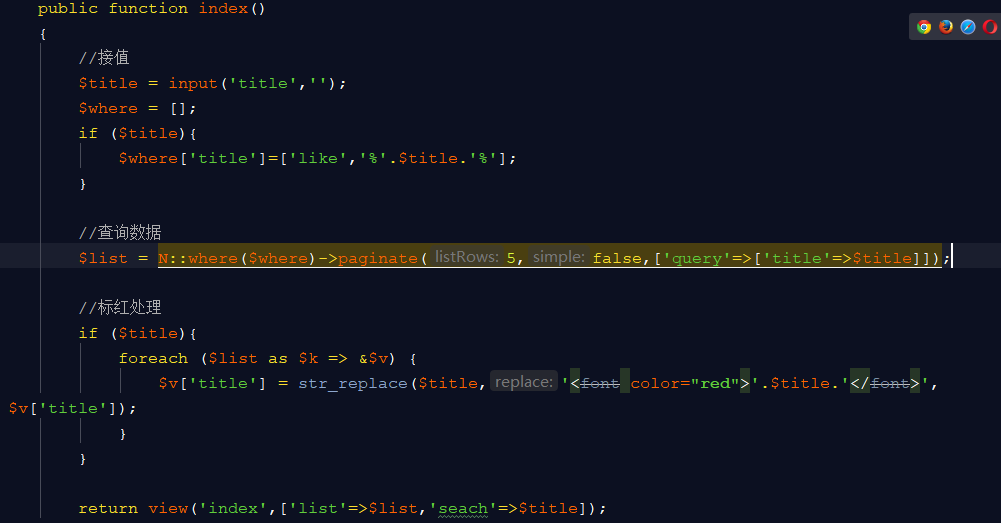 public function index()
{
//接值
$title = input('title','');
$where = [];
if ($title){
$where['title']=['like','%'.$title.'%'];
}
//查询数据
$list = N::where($where)->paginate( listRows: 5, simple: false,['query'=>['title'=>$title]]);
//标红处理
if ($title){
foreach ($list as $k => &$v) {
$v['title'] = str_replace($title, replace: '<font color="red">'.$title.'</font>',
$v['title']);
}
}
return view('index',['list'=>$list,'seach'=>$title]);